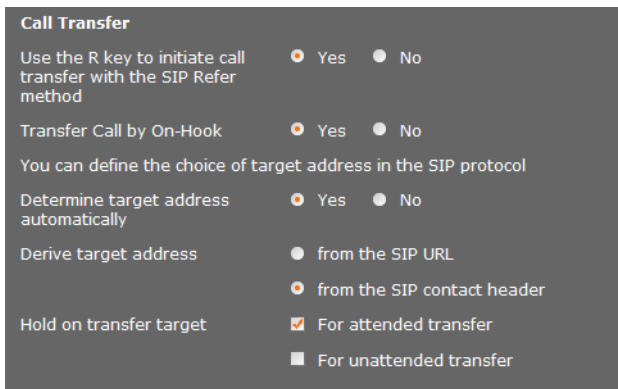 Call Transfer
Use the R key to initiate call Yes No
transfer with the SIP Refer
method
Transfer Call by On-Hook Yes No
You can define the choice of target address in the SIP protocol
Determine target address Yes No
automatically
Derive target address from the SIP URL
from the SIP contact header
Hold on transfer target For attended transfer
For unattended transfer